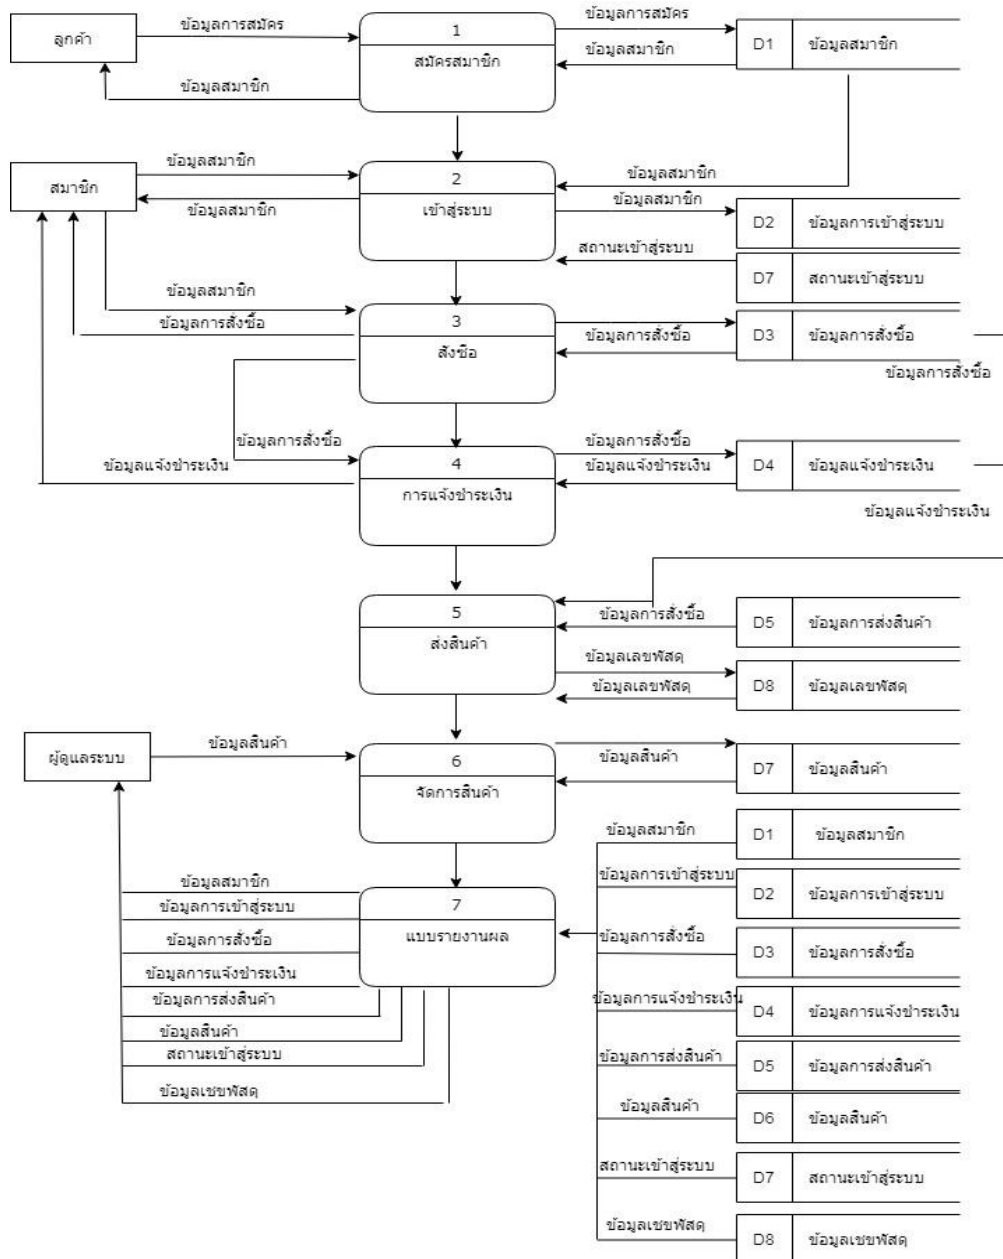 ข้อมูลการสมัคร
ลูกค้า
ข้อมูลการสมัคร
1
D1
ข้อมูลสมาชิก
ข้อมูลสมาชิก
สมัครสมาชิก
ข้อมูลสมาชิก
ข้อมูลสมาชิก
สมาชิก
ข้อมูลสมาชิก
2
ข้อมูลสมาชิก
ข้อมูลสมาชิก
เข้าสู่ระบบ
ข้อมูลสมาชิก
D2
ข้อมูลการเข้าสู่ระบบ
สถานะเข้าสู่ระบบ
D7
สถานะเข้าสู่ระบบ
ข้อมูลสมาชิก
ข้อมูลการสั่งซื้อ
3
สังซือ
ข้อมูลการสั่งซื้อ
D3
ข้อมูลการสั่งซื้อ
ข้อมูลการสั่งซื้อ
ข้อมูลการสั่งซื้อ
ข้อมูลแจ้งชำระเงิน
4
การแจ้งชำระเงิน
ข้อมูลการสั่งซื้อ
ข้อมูลแจ้งชำระเงิน
D4
ข้อมูลแจ้งชำระเงิน
ข้อมูลแจ้งชำระเงิน
5
ส่งสินค้า
ข้อมูลการสั่งซื้อ
D5
ข้อมูลการส่งสินค้า
ข้อมูลเลขพัสดุ
ข้อมูลเลขพัสดุ
D8
ข้อมูลเลขพัสดุ
ผู้ดูแลระบบ
ข้อมูลสินค้า
6
จัดการสินค้า
ข้อมูลสินค้า
D7
ข้อมูลสินค้า
ข้อมูลสมาชิก
D1
ข้อมูลสมาชิก
ข้อมูลการเข้าสู่ระบบ
D2
ข้อมูลการเข้าสู่ระบบ
ข้อมูลการสั่งซื้อ
D3
ข้อมูลการสั่งซื้อ
ข้อมูลการแจ้งชำระเงิน
D4
ข้อมูลการแจ้งชำระเงิน
ข้อมูลการส่งสินค้า
D5
ข้อมูลการส่งสินค้า
ข้อมูลสินค้า
D6
ข้อมูลสินค้า
สถานะเข้าสู่ระบบ
D7
สถานะเข้าสู่ระบบ
ข้อมูลเชขพัสดุ
D8
ข้อมูลเชขพัสดุ
7
แบบรายงานผล
ข้อมูลสมาชิก
ข้อมูลการเข้าสู่ระบบ
ข้อมูลการสั่งซื้อ
ข้อมูลการแจ้งชำระเงิน
ข้อมูลการส่งสินค้า
ข้อมูลสินค้า
สถานะเข้าสู่ระบบ
ข้อมูลเชขพัสดุ